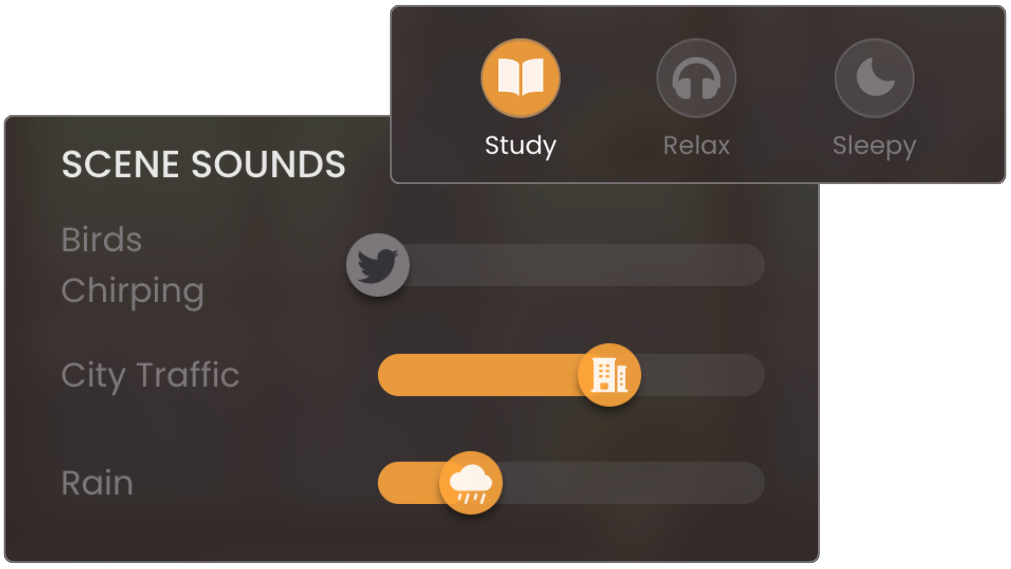 Study
Relax
Sleepy
SCENE SOUNDS
Birds
Chirping
City Traffic
Rain